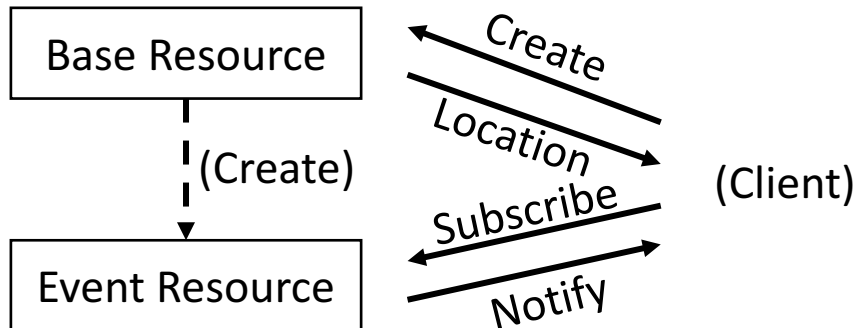 Base Resource
Create
Location
(Create)
(Client)
Subscribe
Event Resource
Notify